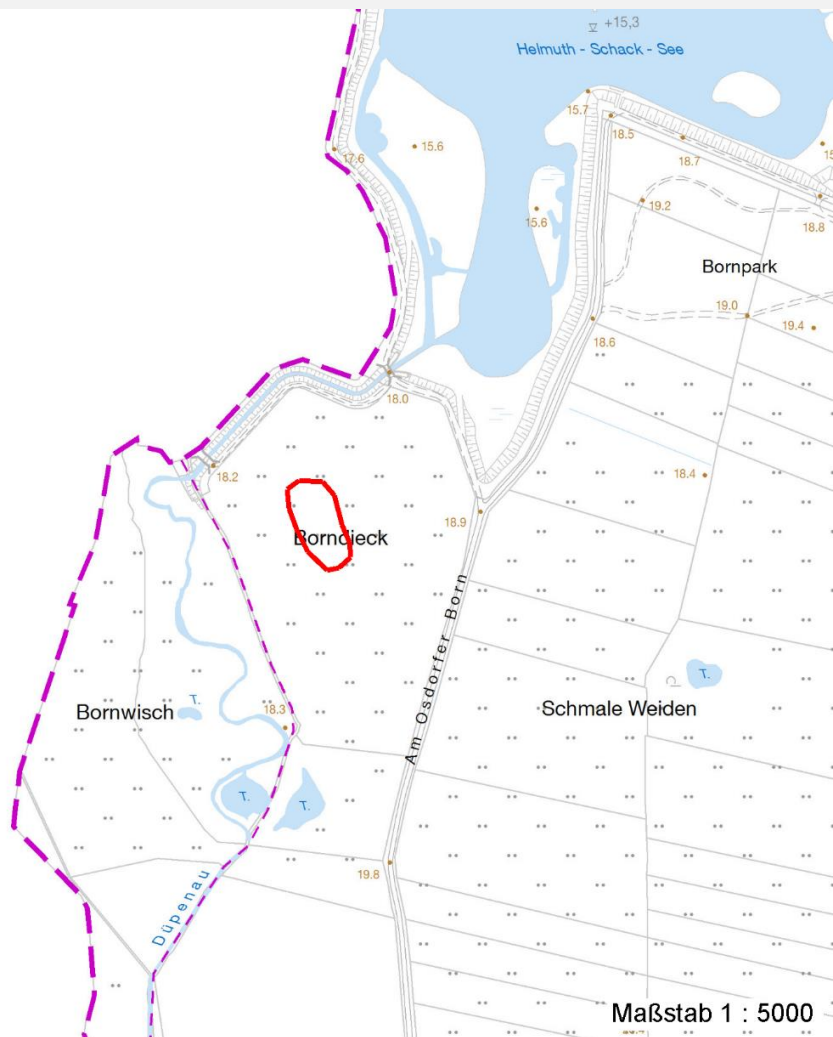 +15,3
Helmuth - Schack - See
15.7
18.5
17.6
15.6
18.7
19.2
15.6
18.8
Bornpark
19.0
19.4
18.6
18.0
18.2
18.4
18.9
Borndieck
Am Osdorfer Born
T.
T.
Bornwisch
18.3
Schmale Weiden
T.
T.
19.8
Düpenau
Maßstab 1 : 5000